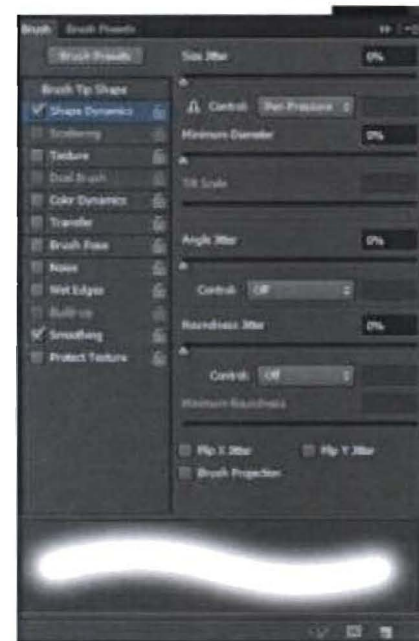 Brush Brush Presets
Brush Presets
Size Jitter 0%
Brush Tip Shape
Shape Dynamics
Control: Pen Pressure
Scattering
Minimum Diameter 0%
Texture
Dual Brush
Tilt Scale
Color Dynamics
Transfer
Brush Pose
Angle Jitter 0%
Noise
Wet Edges
Control: Off
Build-up
Smoothing
Roundness Jitter 0%
Protect Texture
Control: Off
Minimum Roundness
Flip X Jitter Flip Y Jitter
Brush Projection